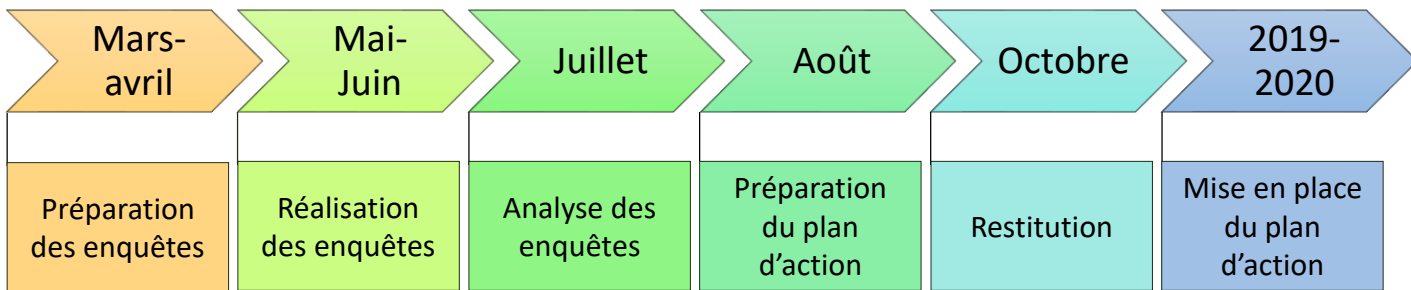 Mars-
avril
Mai-
Juin
Juillet
Août
Octobre
2019-
2020
Préparation
des enquêtes
Réalisation
des enquêtes
Analyse des
enquêtes
Préparation
du plan
d’action
Restitution
Mise en place
du plan
d’action